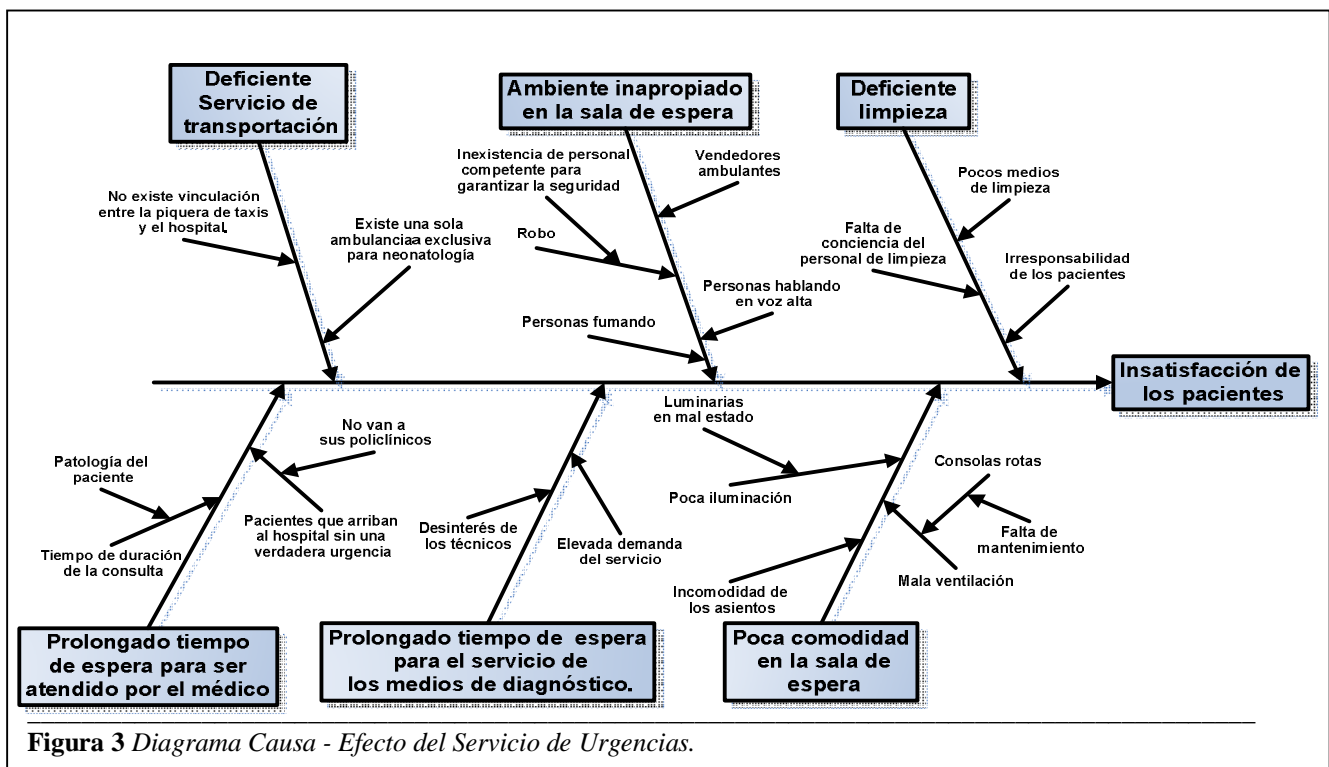 Deficiente
Servicio de
transportación
Ambiente inapropiado
en la sala de espera
Deficiente
limpieza
No existe vinculación
entre la piquera de taxis
y el hospital.
Existe una sola
ambulancia exclusiva
para neonatología
Inexistencia de personal
competente para
garantizar la seguridad
Robo
Personas fumando
Vendedores
ambulantes
Personas hablando
en voz alta
Pocos medios
de limpieza
Falta de
conciencia del
personal de limpieza
Irresponsabilidad
de los pacientes
Insatisfacción de
los pacientes
Patología del
paciente
Tiempo de duración
de la consulta
No van a
sus policlínicos
Pacientes que arriban
al hospital sin una
verdadera urgencia
Desinterés de
los técnicos
Elevada demanda
del servicio
Luminarias
en mal estado
Poca iluminación
Incomodidad de
los asientos
Consolas rotas
Falta de
mantenimiento
Mala ventilación
Prolongado tiempo
de espera para ser
atendido por el médico
Prolongado tiempo de espera
para el servicio de
los medios de diagnóstico.
Poca comodidad
en la sala de
espera
Figura 3 Diagrama Causa - Efecto del Servicio de Urgencias.